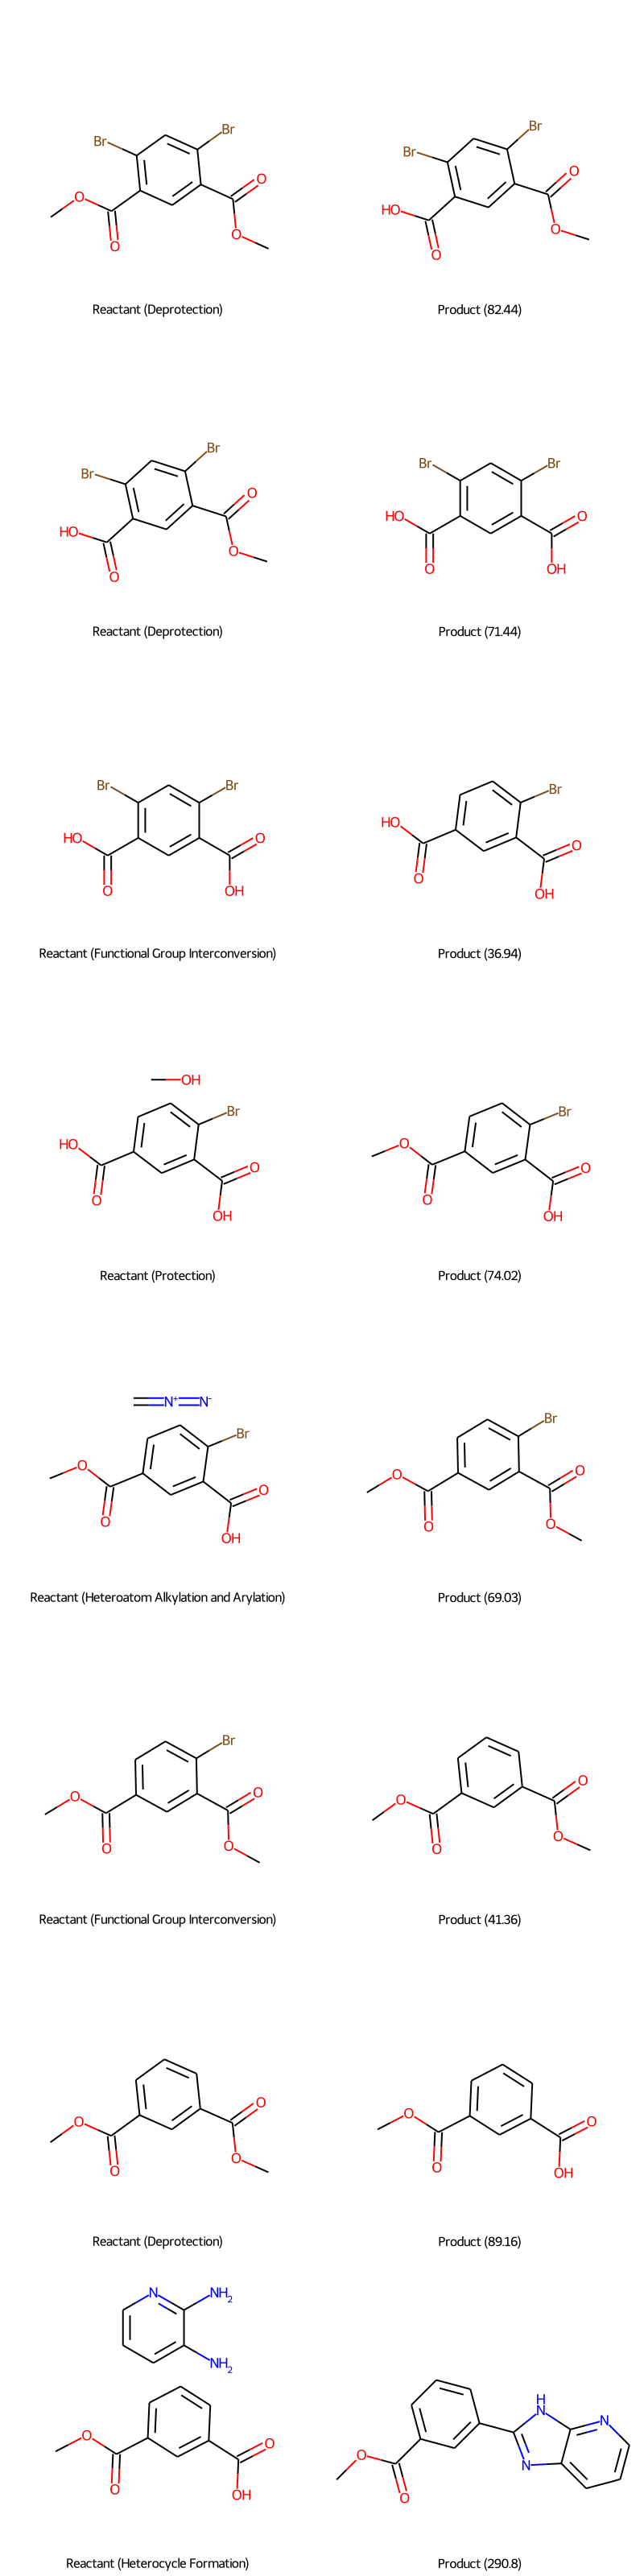 Br
Br
O
O
O
O
Reactant (Deprotection)
Br
Br
HO
O
O
O
Product (82.44)
Br
Br
HO
O
O
O
Reactant (Deprotection)
Br
Br
HO
O
O
OH
Product (71.44)
Br
Br
HO
O
O
OH
Reactant (Functional Group Interconversion)
Br
HO
O
O
OH
Product (36.94)
OH
Br
HO
O
O
OH
Reactant (Protection)
Br
O
O
O
OH
Product (74.02)
N+
N-
Br
O
O
O
OH
Reactant (Heteroatom Alkylation and Arylation)
Br
O
O
O
O
Product (69.03)
Br
O
O
O
O
Reactant (Functional Group Interconversion)
O
O
O
O
Product (41.36)
O
O
O
O
Reactant (Deprotection)
O
O
O
OH
Product (89.16)
N
NH2
NH2
O
O
O
OH
Reactant (Heterocycle Formation)
H
N
N
N
O
O
Product (290.8)